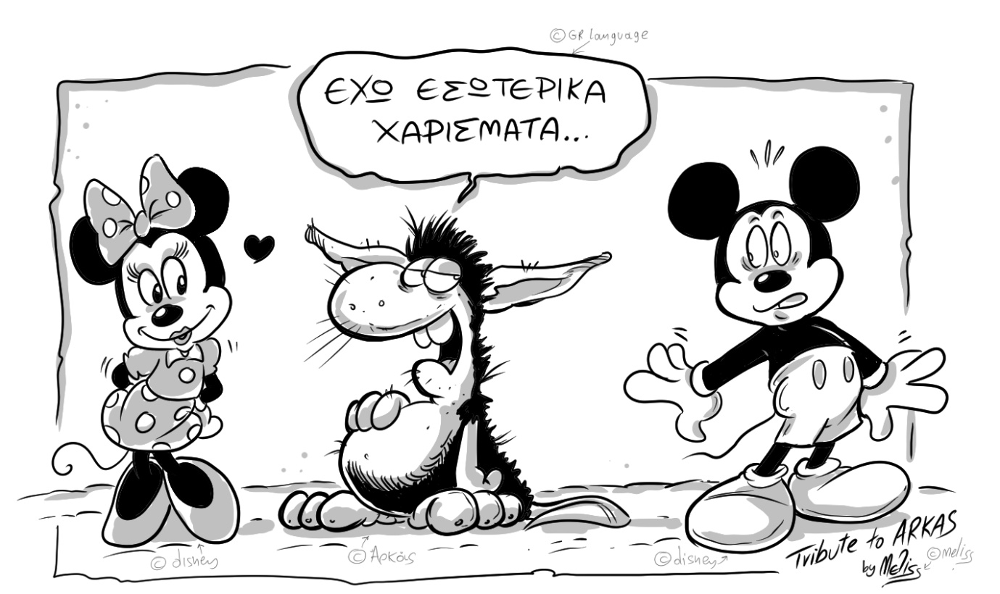 © GR language
ΕΧΩ ΕΣΩΤΕΡΙΚΑ
ΧΑΡΙΣΜΑΤΑ...
© disney
© Αρκάς
© disney
Tribute to ARKAS
by Meliss
© meliss